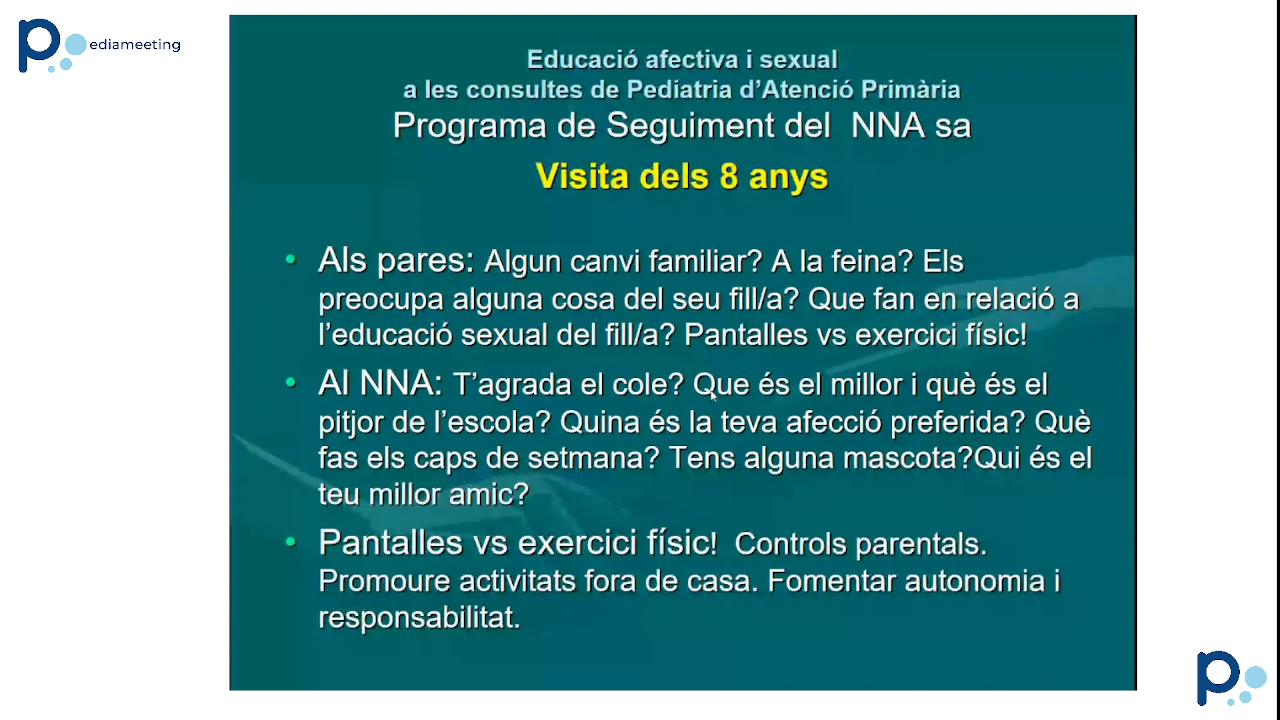 pediameeting
Educació afectiva i sexual
a les consultes de Pediatria d'Atenció Primària
Programa de Seguiment del NNA sa
Visita dels 8 anys
• Als pares: Algun canvi familiar? A la feina? Els
preocupa alguna cosa del seu fill/a? Que fan en relació a
l'educació sexual del fill/a? Pantalles vs exercici físic!
• Al NNA: T'agrada el cole? Que és el millor i què és el
pitjor de l'escola? Quina és la teva afecció preferida? Què
fas els caps de setmana? Tens alguna mascota?Qui és el
teu millor amic?
• Pantalles vs exercici físic! Controls parentals.
Promoure activitats fora de casa. Fomentar autonomia i
responsabilitat.
p